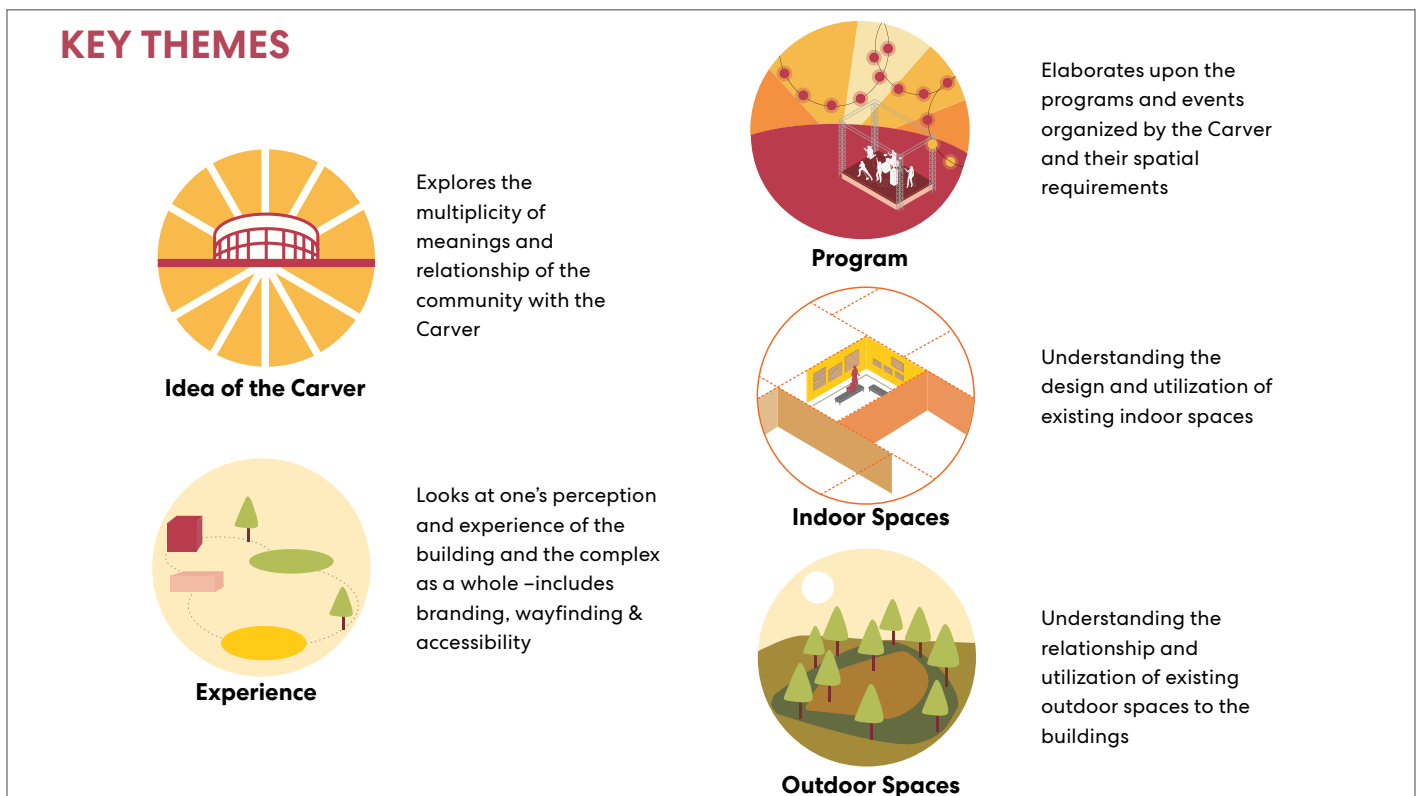 KEY THEMES
Explores the
multiplicity of
meanings and
relationship of the
community with the
Carver
Idea of the Carver
Looks at one’s perception
and experience of the
building and the complex
as a whole –includes
branding, wayfinding &
accessibility
Experience
Elaborates upon the
programs and events
organized by the Carver
and their spatial
requirements
Program
Understanding the
design and utilization of
existing indoor spaces
Indoor Spaces
Understanding the
relationship and
utilization of existing
outdoor spaces to the
buildings
Outdoor Spaces